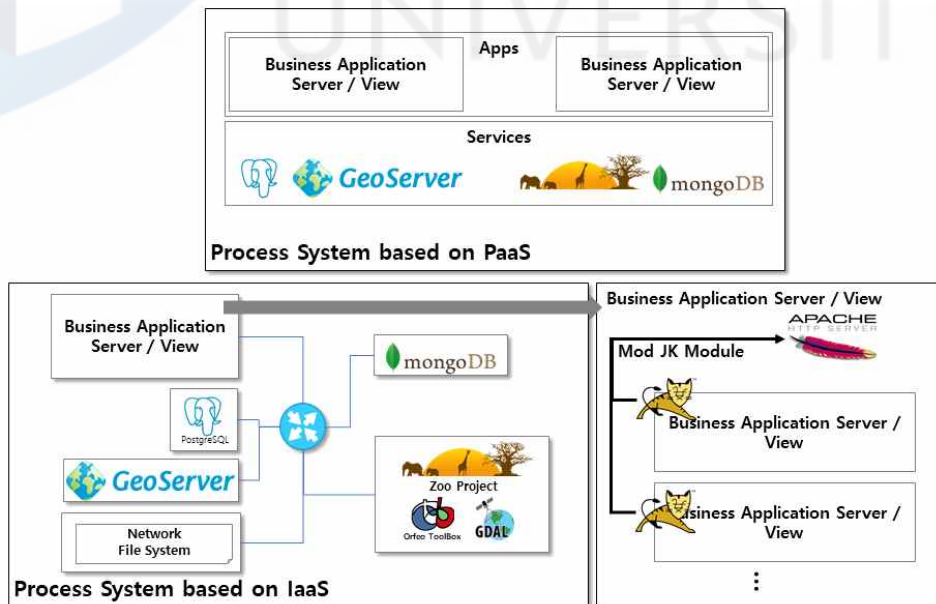 UNIVERSIT
Apps
Business Application
Server / View
Business Application
Server / View
Services
GeoServer
mongoDB
Process System based on PaaS
Business Application
Server / View
mongoDB
PostgreSQL
GeoServer
Zoo Project
Orfeo ToolBox
GDAL
Network
File System
Process System based on IaaS
Business Application Server / View
APACHE
HTTP SERVER
Mod JK Module
Business Application Server /
View
Business Application Server /
View